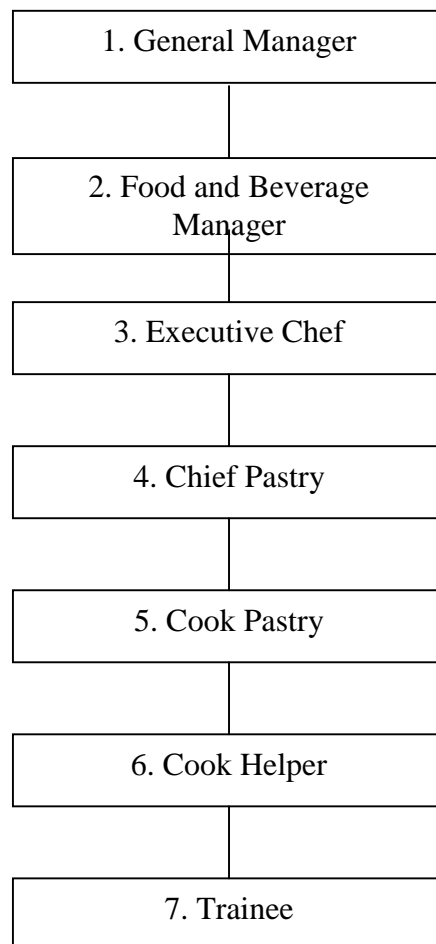 1. General Manager
2. Food and Beverage
Manager
3. Executive Chef
4. Chief Pastry
5. Cook Pastry
6. Cook Helper
7. Trainee